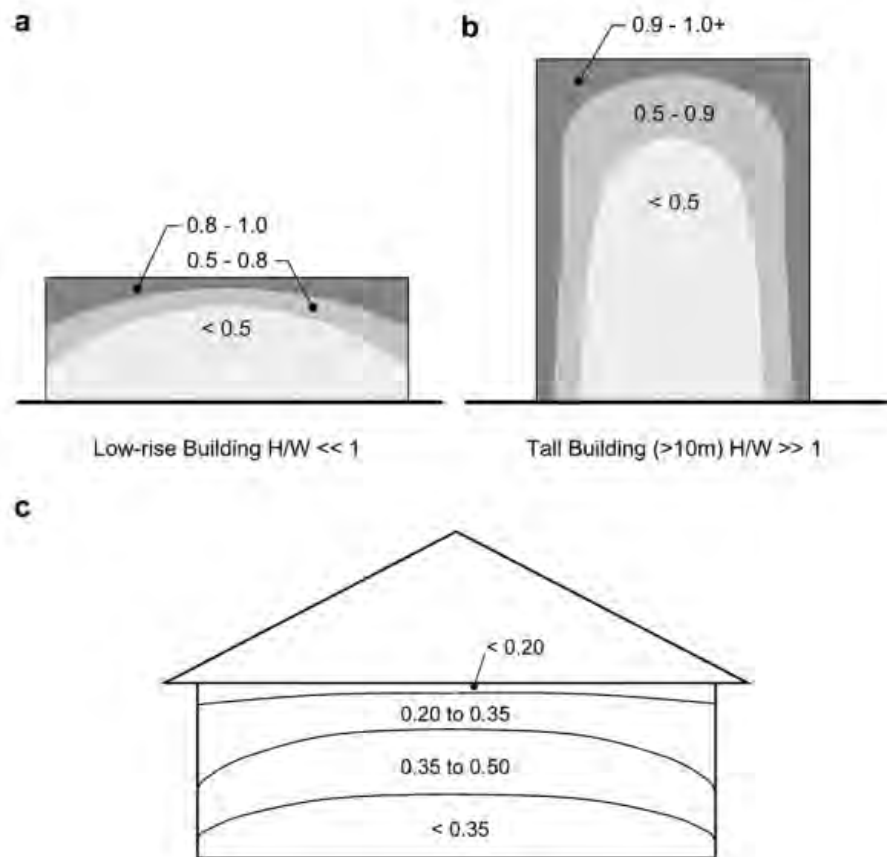 a
b
0.9 - 1.0+
0.5 - 0.9
< 0.5
0.8 - 1.0
0.5 - 0.8
< 0.5
Low-rise Building H/W << 1
Tall Building (>10m) H/W >> 1
c
< 0.20
0.20 to 0.35
0.35 to 0.50
< 0.35